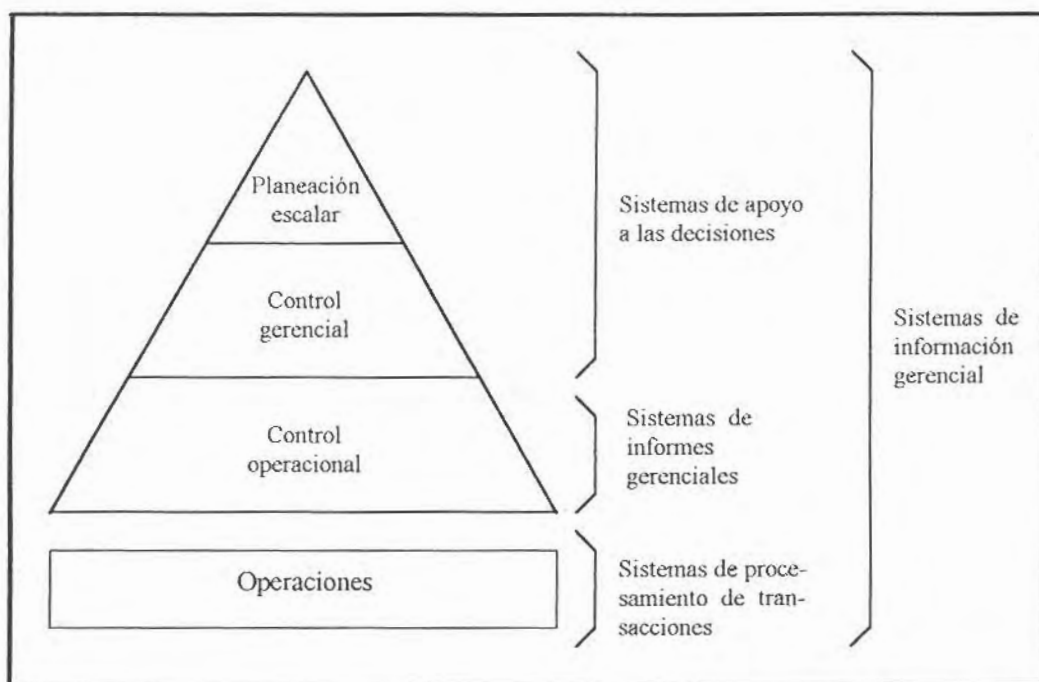 Planeación
escalar
Control
gerencial
Control
operacional
Operaciones
Sistemas de apoyo
a las decisiones
Sistemas de
informes
gerenciales
Sistemas de proce-
samiento de tran-
sacciones
Sistemas de
información
gerencial